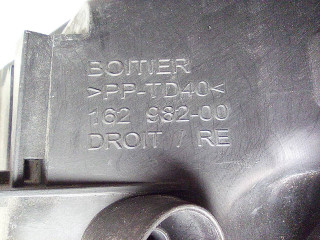 BOITIER
>PP-TD40<
162 982-00
DROIT / RE